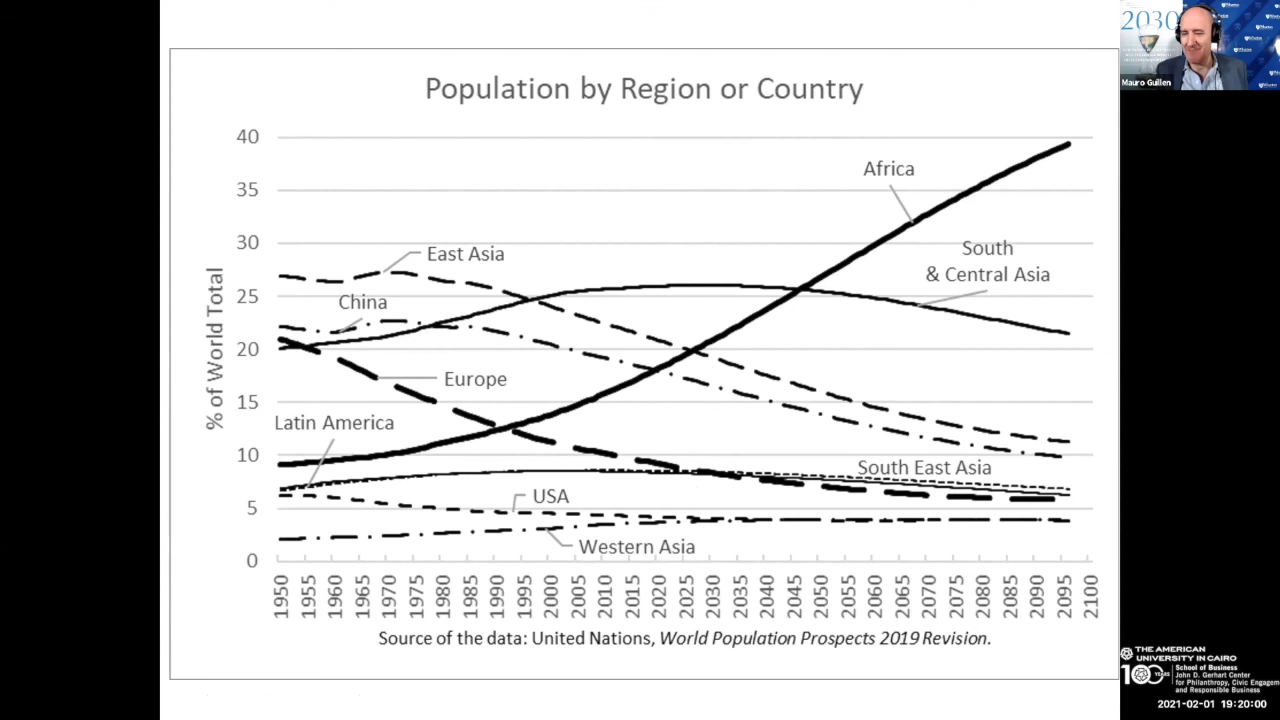 Population by Region or Country
40
35
30
25
20
15
10
5
0
% of World Total
Africa
South
& Central Asia
East Asia
China
Europe
Latin America
South East Asia
USA
Western Asia
1950 1955 1960 1965 1970 1975 1980 1985 1990 1995 2000 2005 2010 2015 2020 2025 2030 2035 2040 2045 2050 2055 2060 2065 2070 2075 2080 2085 2090 2095 2100
Source of the data: United Nations, World Population Prospects 2019 Revision.
2030
Mauro Guillen
THE AMERICAN
UNIVERSITY IN CAIRO
100 YEARS
School of Business
John D. Gerhart Center
for Philanthropy, Civic Engagem
and Responsible Business
2021-02-01 19:20:00